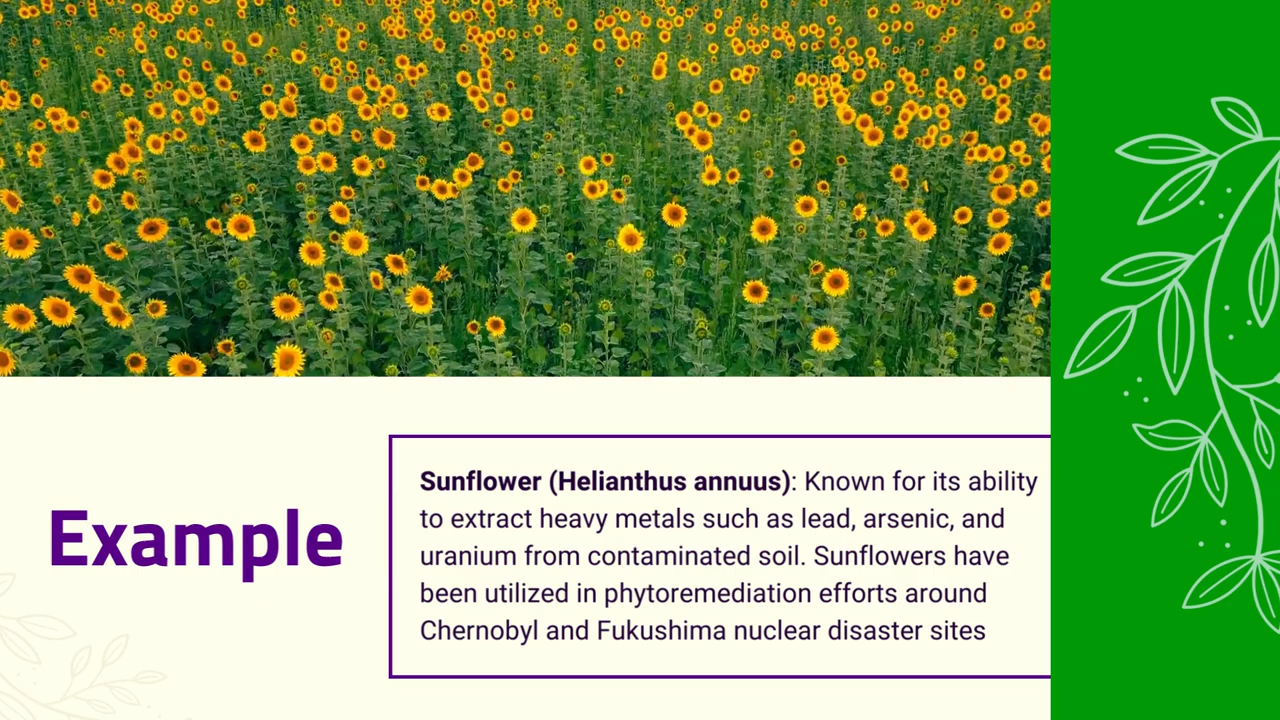 Example
Sunflower (Helianthus annuus): Known for its ability
to extract heavy metals such as lead, arsenic, and
uranium from contaminated soil. Sunflowers have
been utilized in phytoremediation efforts around
Chernobyl and Fukushima nuclear disaster sites